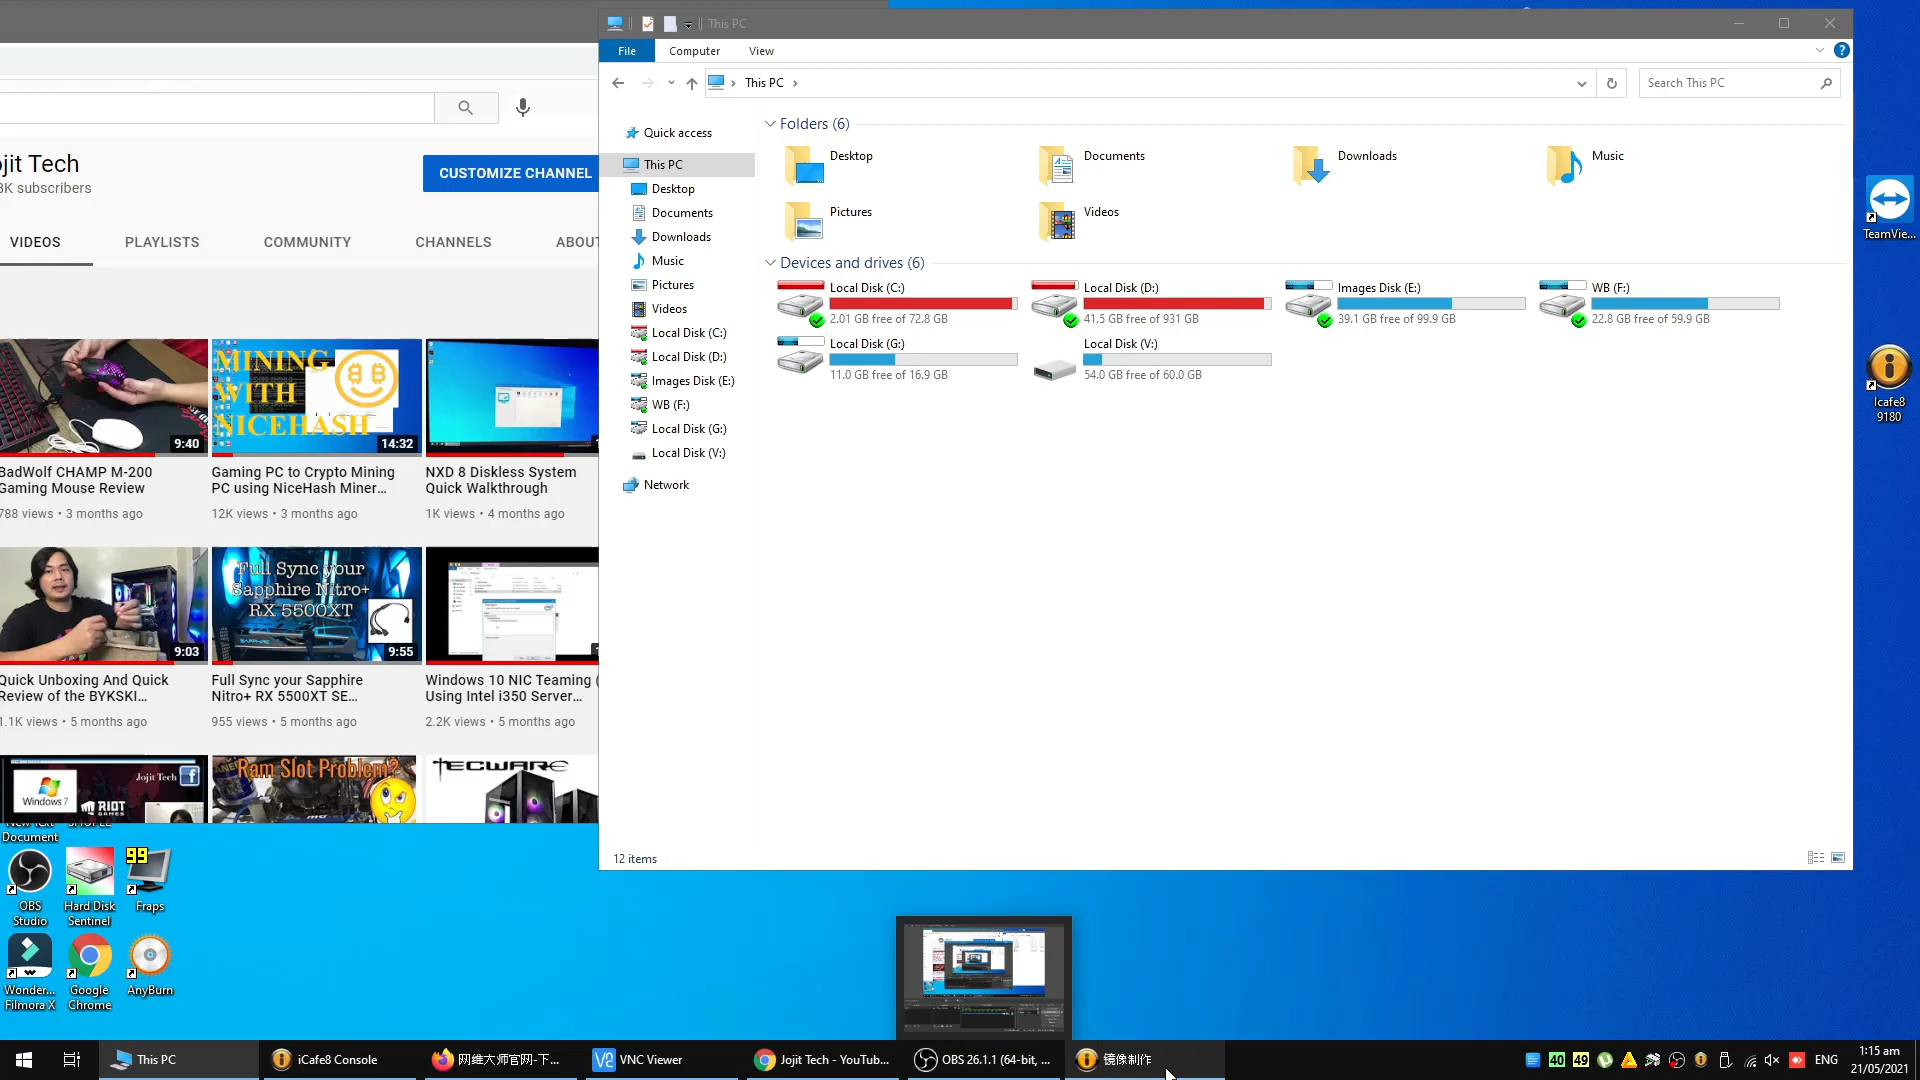 This PC
File
Computer
View
This PC
Search This PC
Quick access
This PC
Desktop
Documents
Downloads
Music
Pictures
Videos
Local Disk (C:)
Local Disk (D:)
Images Disk (E:)
WB (F:)
Local Disk (G:)
Local Disk (V:)
Network
Folders (6)
Desktop
Documents
Downloads
Music
Pictures
Videos
Devices and drives (6)
Local Disk (C:)
2.01 GB free of 72.8 GB
Local Disk (D:)
41.5 GB free of 931 GB
Images Disk (E:)
39.1 GB free of 99.9 GB
WB (F:)
22.8 GB free of 59.9 GB
Local Disk (G:)
11.0 GB free of 16.9 GB
Local Disk (V:)
54.0 GB free of 60.0 GB
12 items
ojit Tech
3K subscribers
CUSTOMIZE CHANNEL
VIDEOS
PLAYLISTS
COMMUNITY
CHANNELS
ABOUT
9:40
BadWolf CHAMP M-200
Gaming Mouse Review
788 views • 3 months ago
MINING
WITH
NICEHASH
14:32
Gaming PC to Crypto Mining
PC using NiceHash Miner...
12K views • 3 months ago
NXD 8 Diskless System
Quick Walkthrough
1K views • 4 months ago
9:03
Quick Unboxing And Quick
Review of the BYKSKI...
1.1K views • 5 months ago
Full Sync your
Sapphire Nitro+
RX 5500XT
9:55
Full Sync your Sapphire
Nitro+ RX 5500XT SE...
955 views • 5 months ago
Windows 10 NIC Teaming (
Using Intel i350 Server...
2.2K views • 5 months ago
Windows 7
Jojit Tech
RIOT
GAMES
Ram Slot Problem?
TECWARE
New Text
Document
SHOPEE
OBS
Studio
Hard Disk
Sentinel
99
Fraps
Wonder...
Filmora X
Google
Chrome
AnyBurn
TeamVie...
Icafe8
9180
This PC
iCafe8 Console
网维大师官网-下...
VNC Viewer
Jojit Tech - YouTub...
OBS 26.1.1 (64-bit, ...
镜像制作
40
49
ENG
1:15 am
21/05/2021